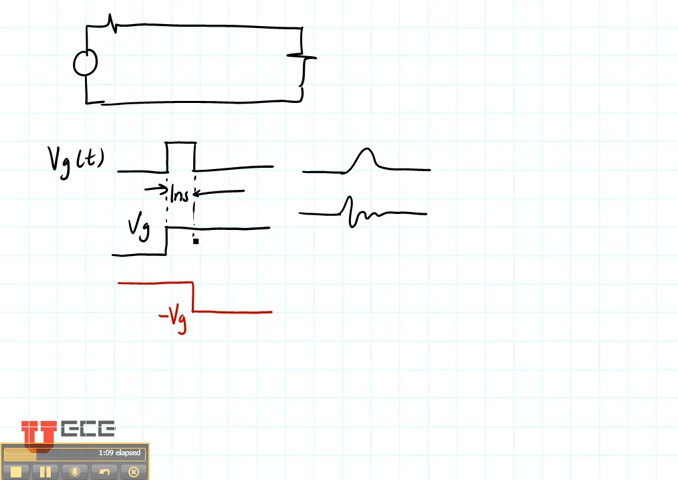 Vg(t)
1ns
Vg
-Vg
U ECE
1:09 elapsed